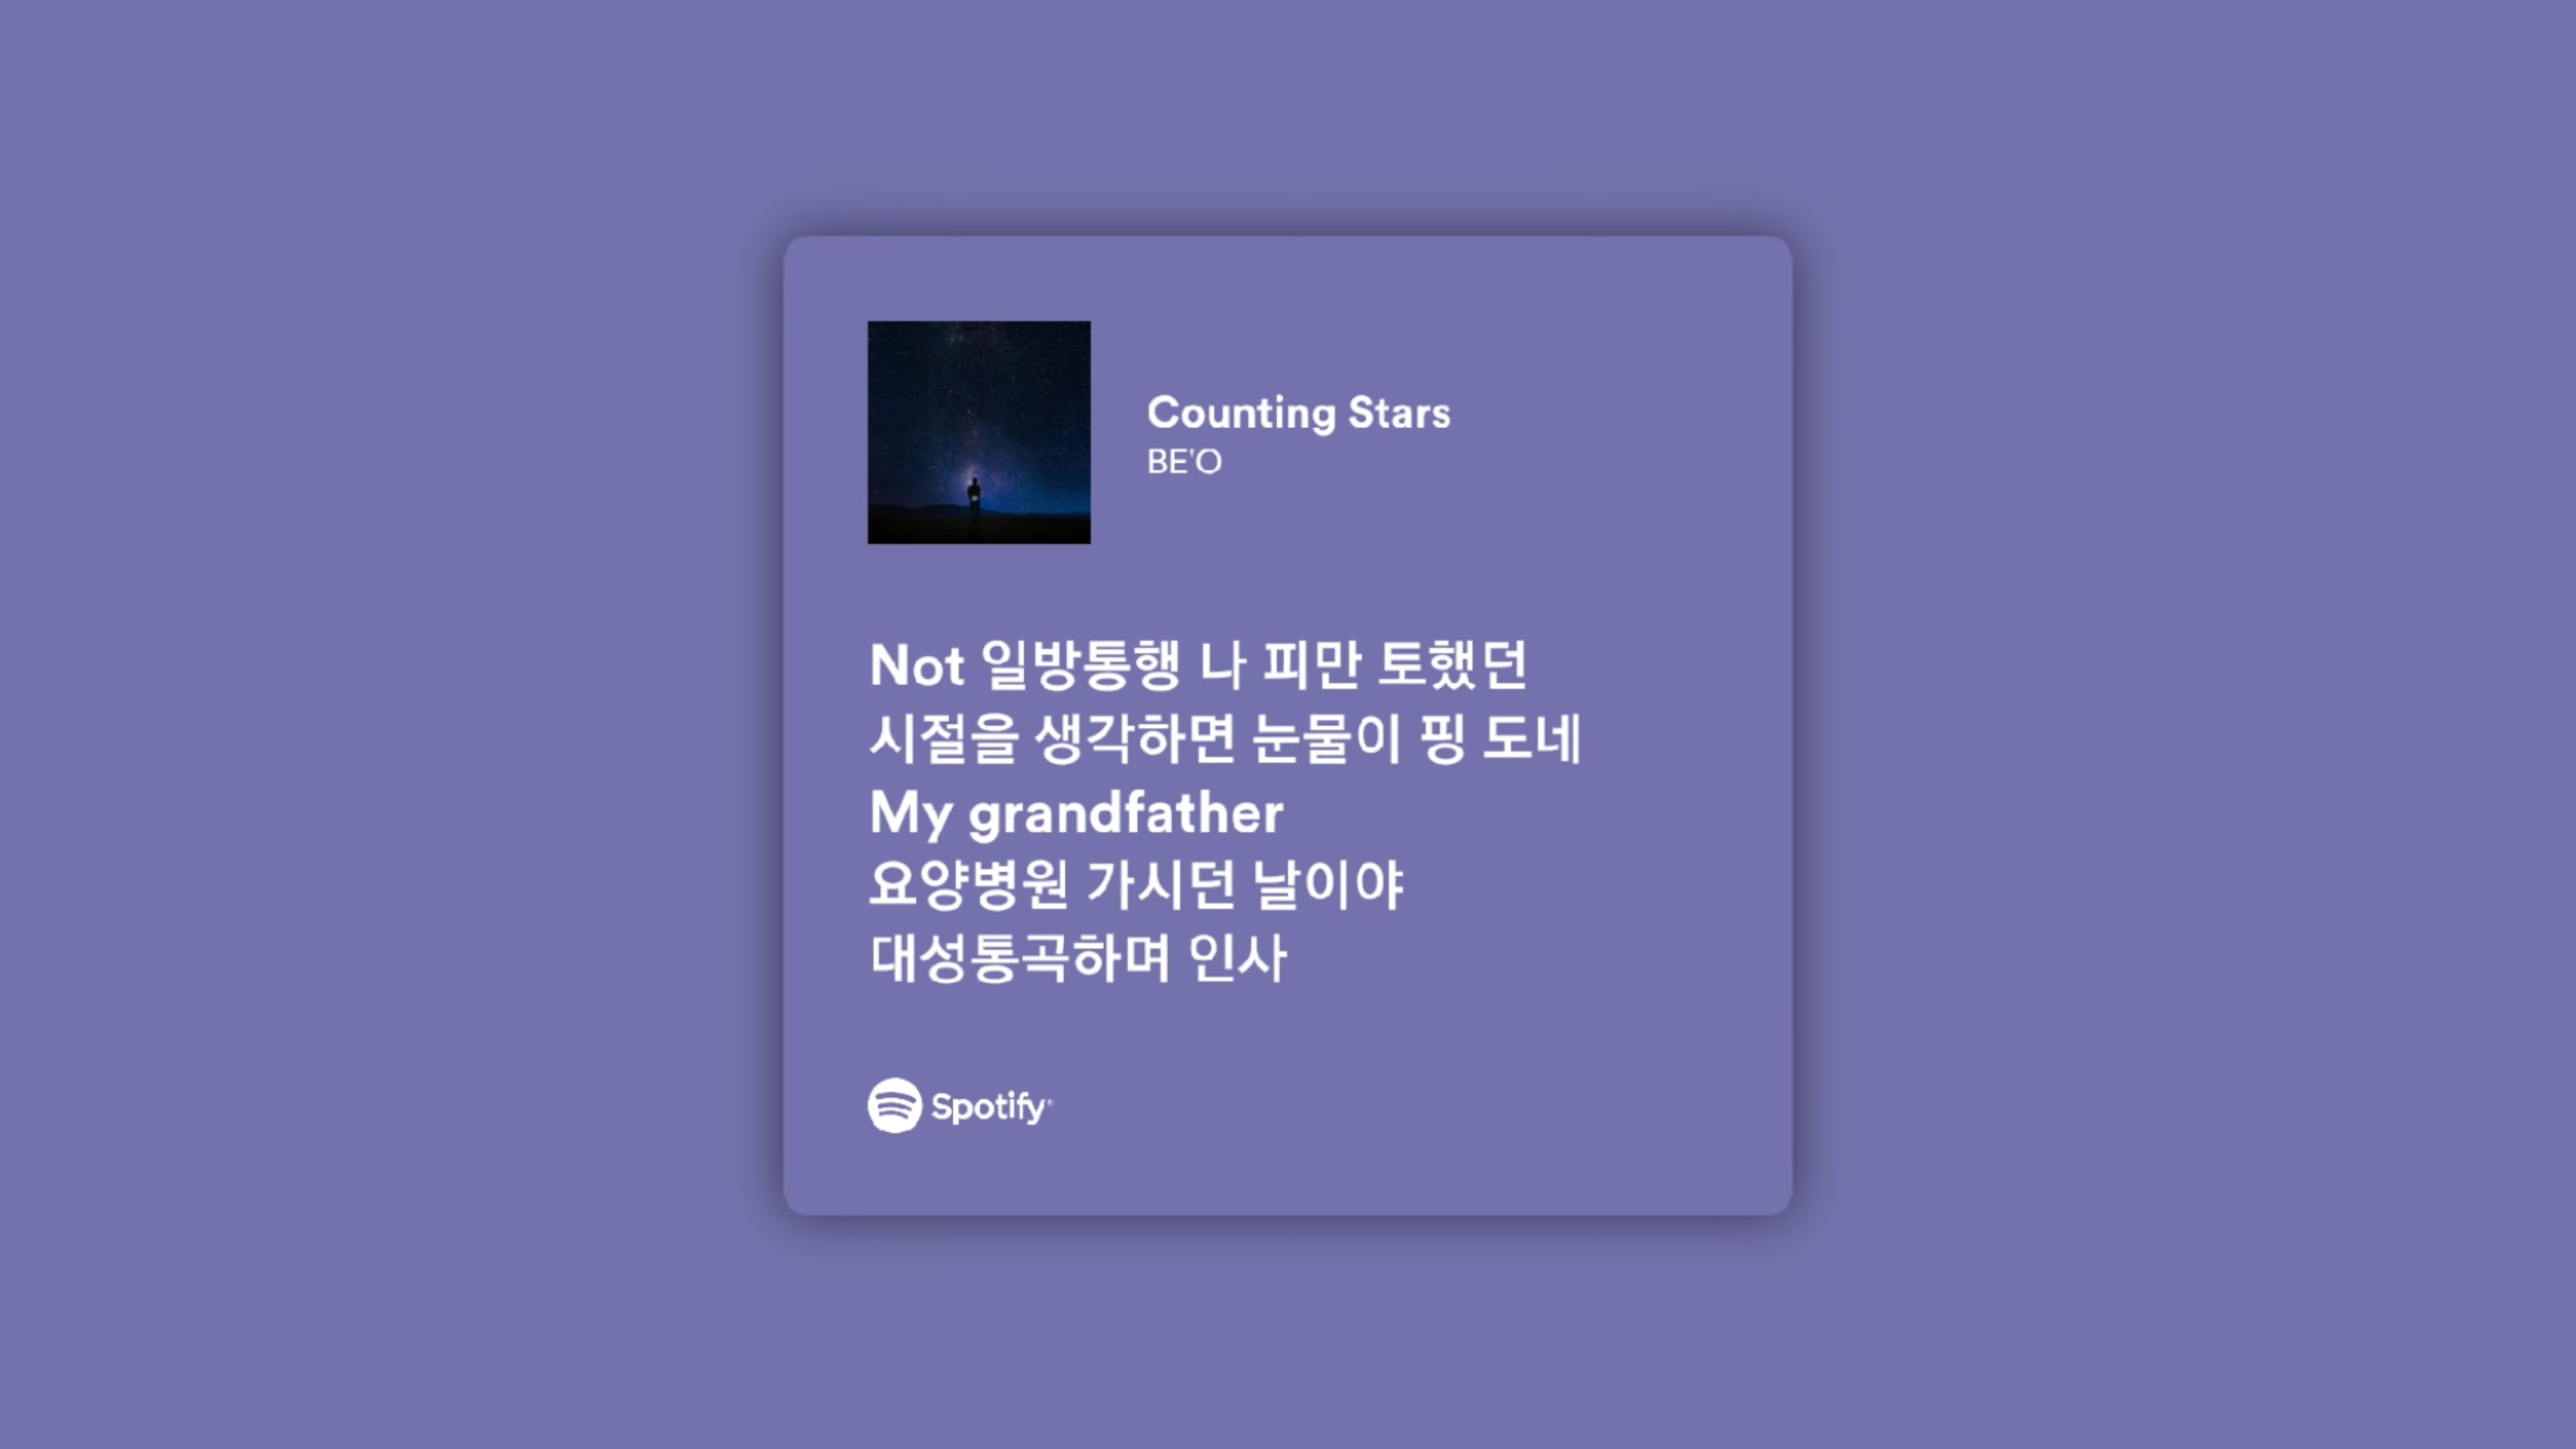 Counting Stars
BE'O
Not 일방통행 나 피만 토했던
시절을 생각하면 눈물이 핑 도네
My grandfather
요양병원 가시던 날이야
대성통곡하며 인사
Spotify